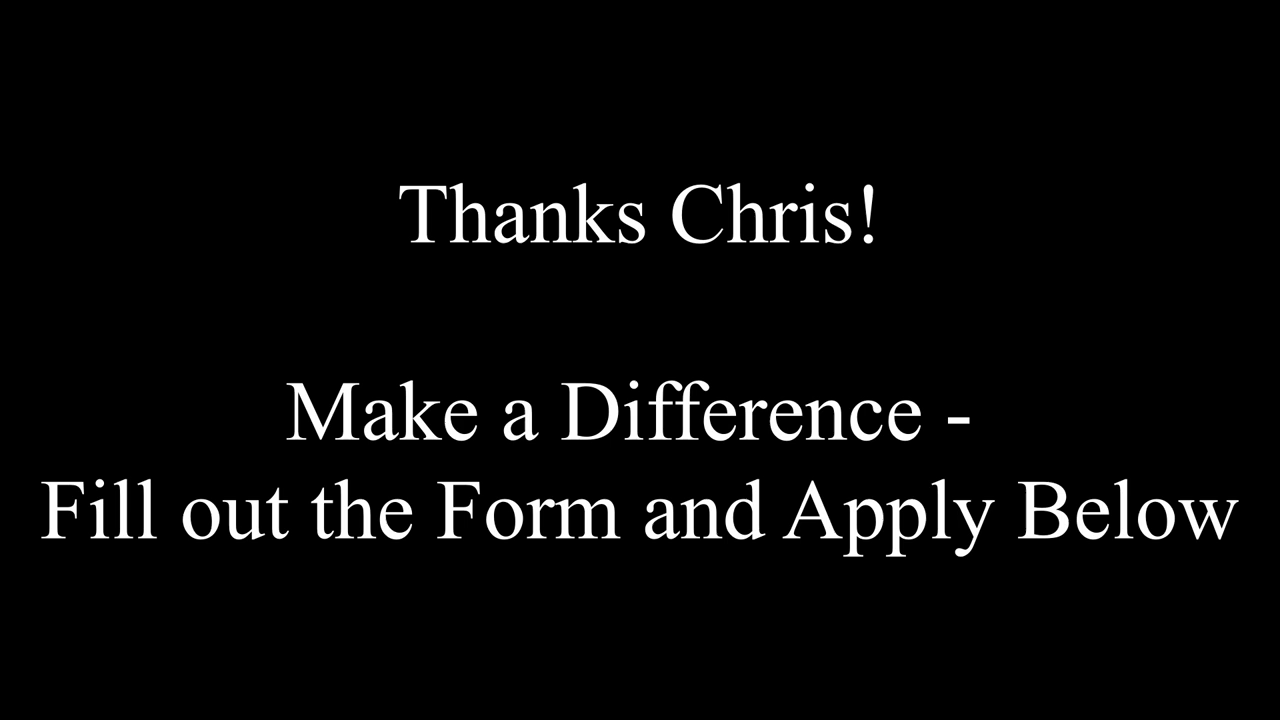 Thanks Chris!
Make a Difference -
Fill out the Form and Apply Below